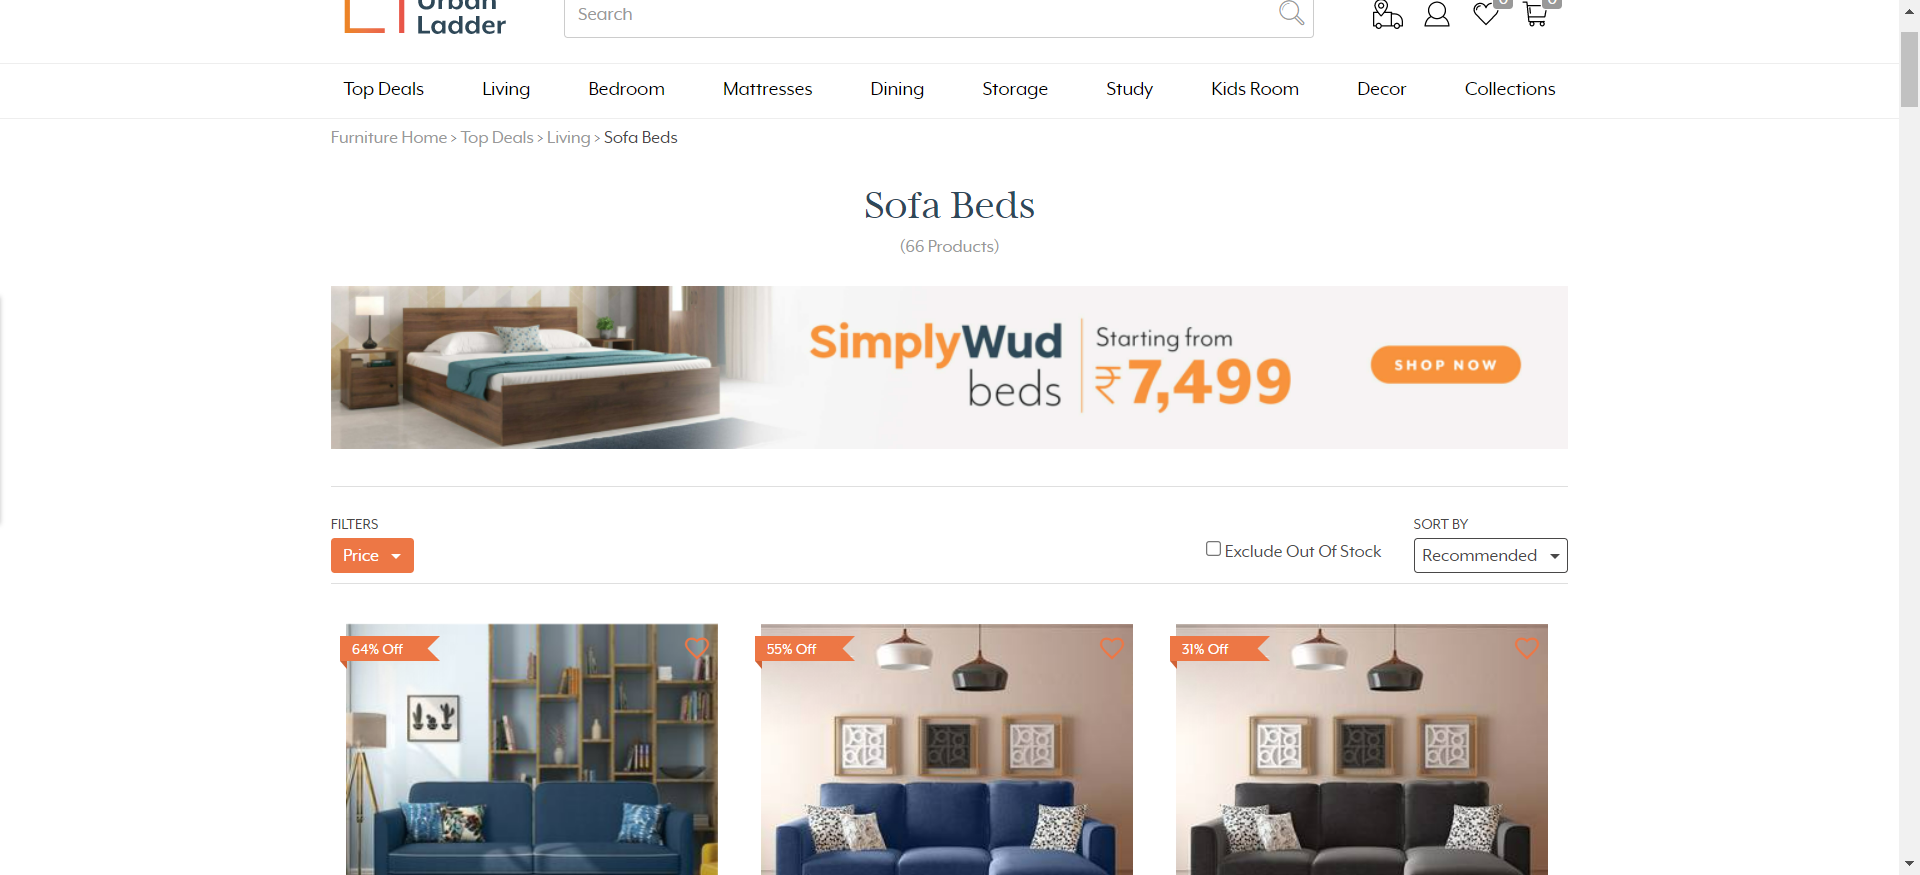 Urban
Ladder
Search
0
0
Top Deals
Living
Bedroom
Mattresses
Dining
Storage
Study
Kids Room
Decor
Collections
Furniture Home > Top Deals > Living > Sofa Beds
Sofa Beds
(66 Products)
SimplyWud
beds
Starting from
₹7,499
SHOP NOW
FILTERS
Price
Exclude Out Of Stock
SORT BY
Recommended
64% Off
55% Off
31% Off